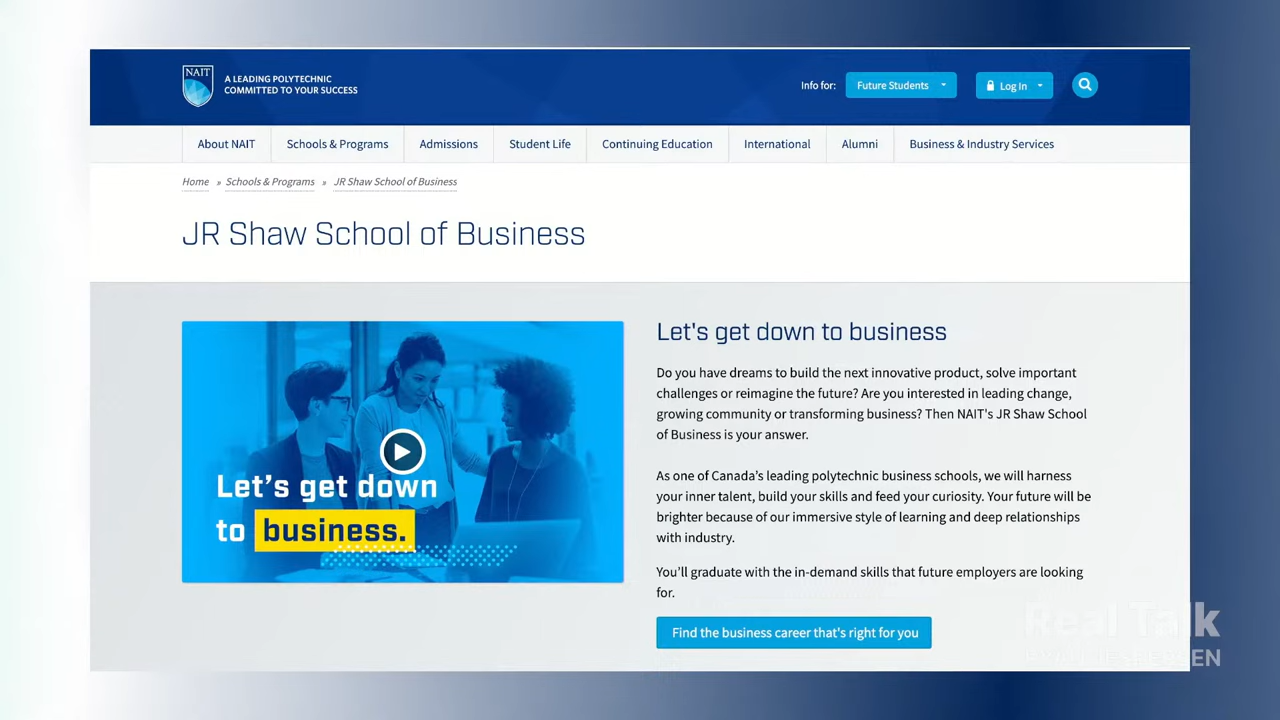 NAIT
A LEADING POLYTECHNIC
COMMITTED TO YOUR SUCCESS
Info for:
Future Students
Log In
About NAIT
Schools & Programs
Admissions
Student Life
Continuing Education
International
Alumni
Business & Industry Services
Home » Schools & Programs » JR Shaw School of Business
JR Shaw School of Business
Let's get down
to business.
Let's get down to business
Do you have dreams to build the next innovative product, solve important
challenges or reimagine the future? Are you interested in leading change,
growing community or transforming business? Then NAIT's JR Shaw School
of Business is your answer.
As one of Canada's leading polytechnic business schools, we will harness
your inner talent, build your skills and feed your curiosity. Your future will be
brighter because of our immersive style of learning and deep relationships
with industry.
You'll graduate with the in-demand skills that future employers are looking
for.
Find the business career that's right for you
Real Talk